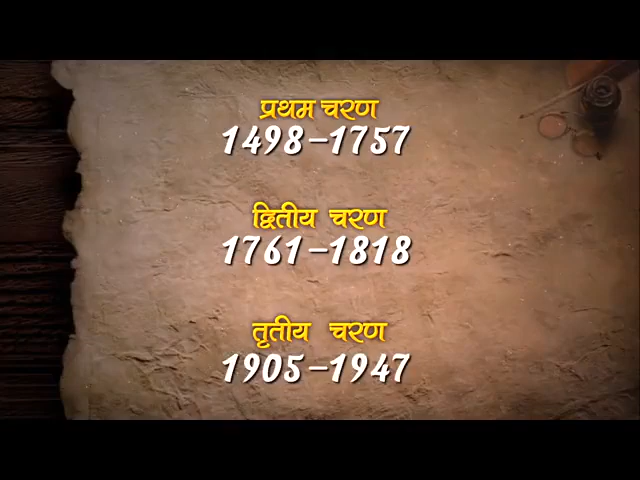 प्रथम चरण
1498-1757
द्वितीय चरण
1761-1818
तृतीय चरण
1905-1947